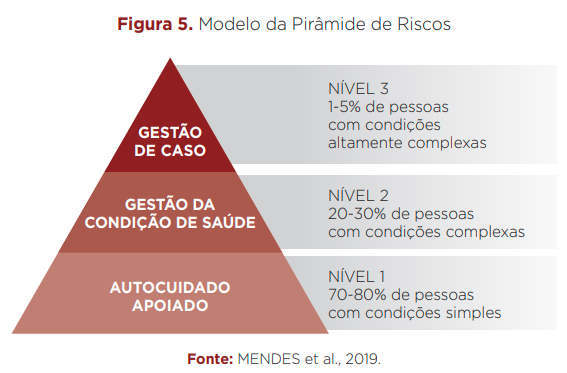 Figura 5. Modelo da Pirâmide de Riscos
GESTÃO
DE CASO
NÍVEL 3
1-5% de pessoas
com condições
altamente complexas
GESTÃO DA
CONDIÇÃO DE SAÚDE
NÍVEL 2
20-30% de pessoas
com condições complexas
AUTOCUIDADO
APOIADO
NÍVEL 1
70-80% de pessoas
com condições simples
Fonte: MENDES et al., 2019.